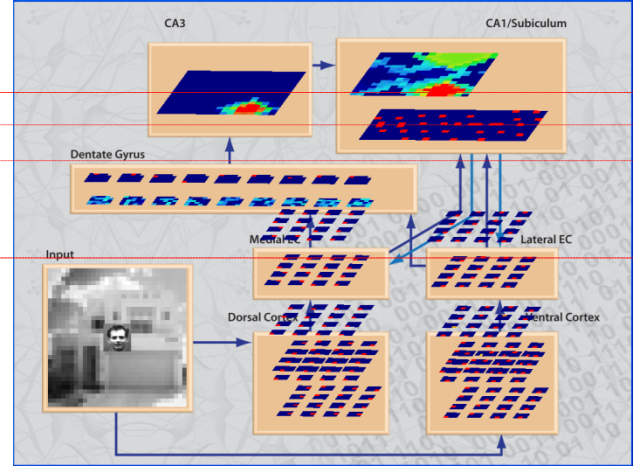 CA3
CA1/Subiculum
Dentate Gyrus
Medial EC
Lateral EC
Input
Dorsal Cortex
Ventral Cortex